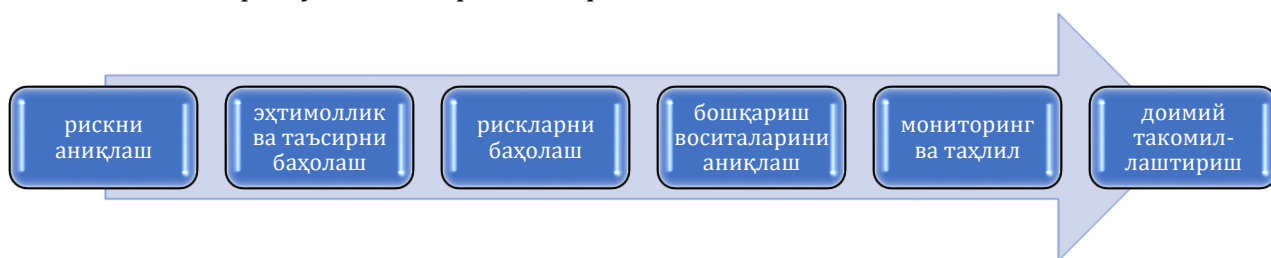 рискни
аниқлаш
эҳтимоллик
ва таъсирни
баҳолаш
рискларни
баҳолаш
бошқариш
воситаларини
аниқлаш
мониторинг
ва таҳлил
доимий
такомил-
лаштириш